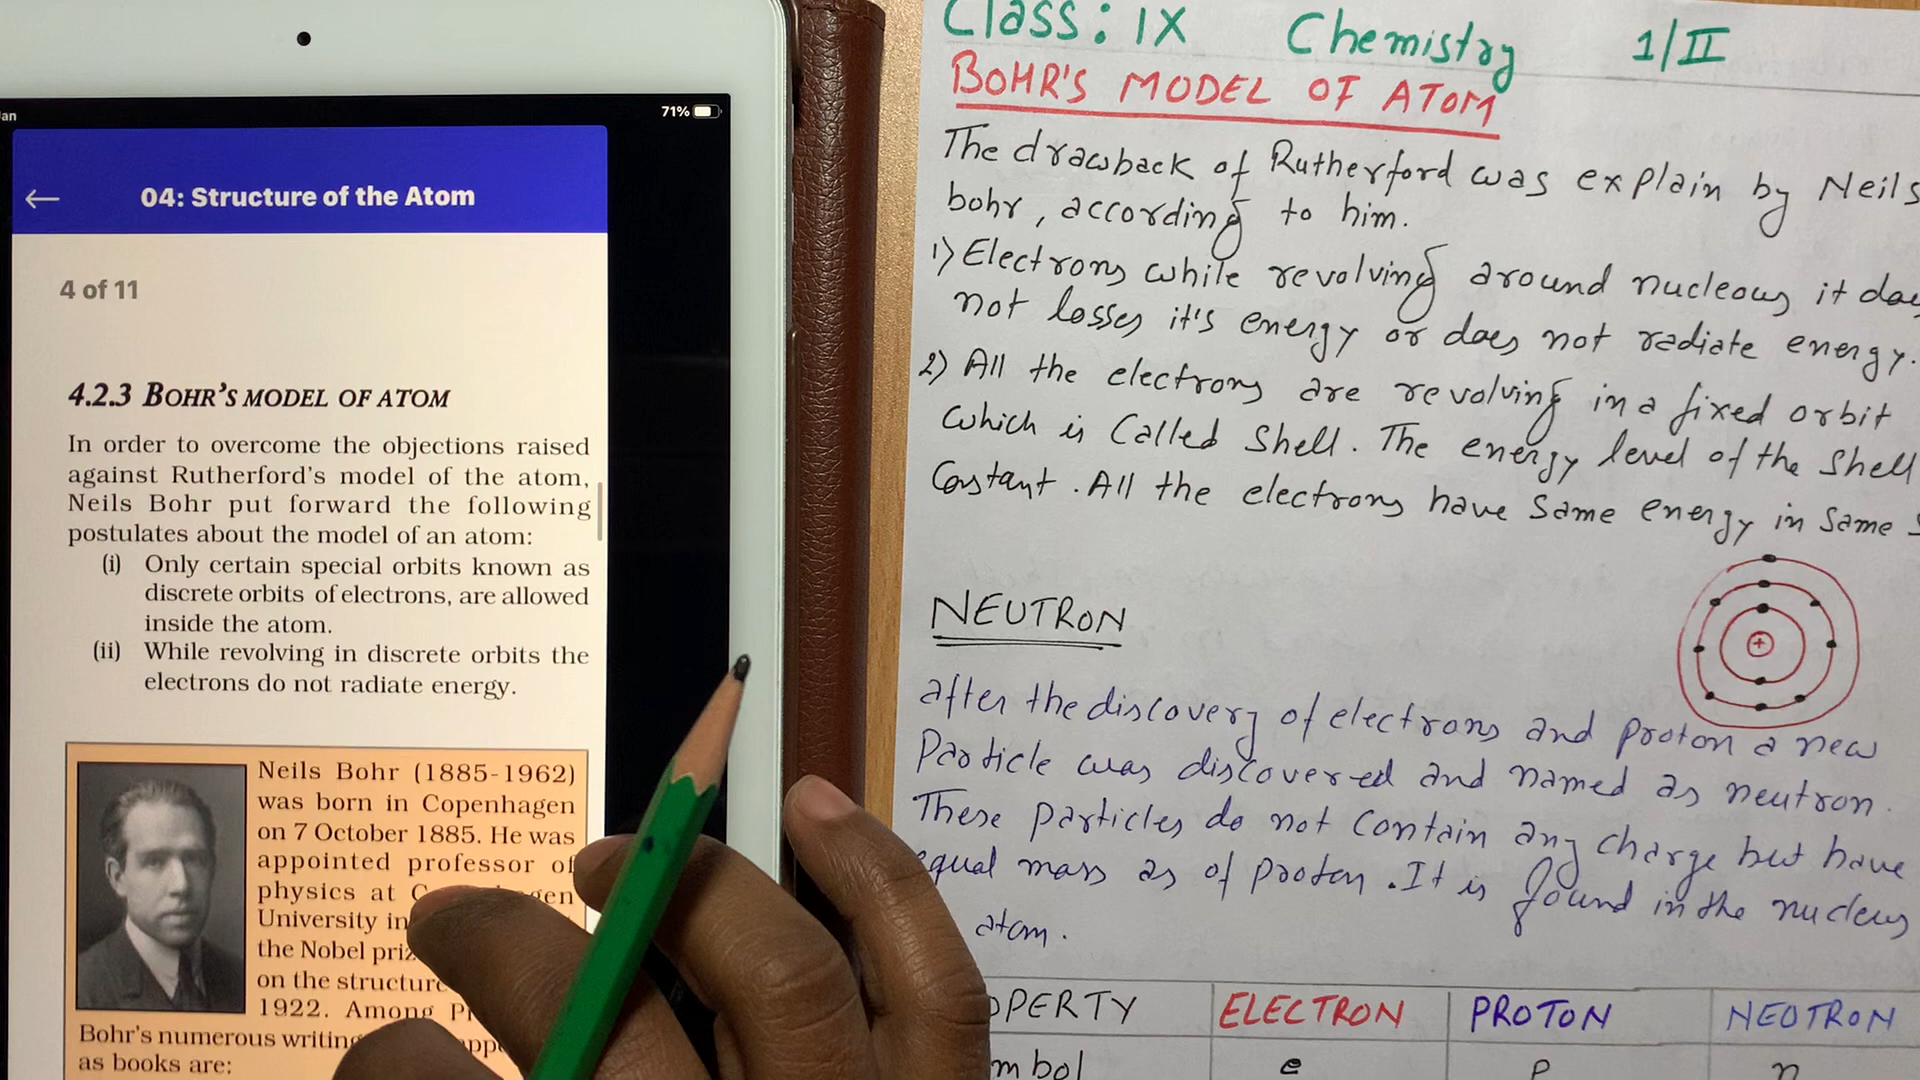 an
71%
04: Structure of the Atom
4 of 11
4.2.3 BOHR'S MODEL OF ATOM
In order to overcome the objections raised
against Rutherford's model of the atom,
Neils Bohr put forward the following
postulates about the model of an atom:
(i) Only certain special orbits known as
discrete orbits of electrons, are allowed
inside the atom.
(ii) While revolving in discrete orbits the
electrons do not radiate energy.
Neils Bohr (1885-1962)
was born in Copenhagen
on 7 October 1885. He was
appointed professor of
physics at
University in
the Nobel
on the
1922. Among
Bohr's numerous
as books are:
Class: IX Chemistry 1/II
BOHR'S MODEL OF ATOM
The drawback of Rutherford was explain by Neils
bohr, according to him.
1) Electrons while revolving around nucleous it does
not losses it's energy or does not radiate energy.
2) All the electrons are revolving in a fixed orbit
which is Called Shell. The energy level of the Shell
Constant. All the electrons have Same energy in Same
+
NEUTRON
after the discovery of electrons and proton a new
Particle was discovered and named as neutron.
These particles do not Contain any charge but have
equal mass as of proton. It is found in the nucleus
atom.
OPERTY ELECTRON PROTON NEUTRON
mbol e p n